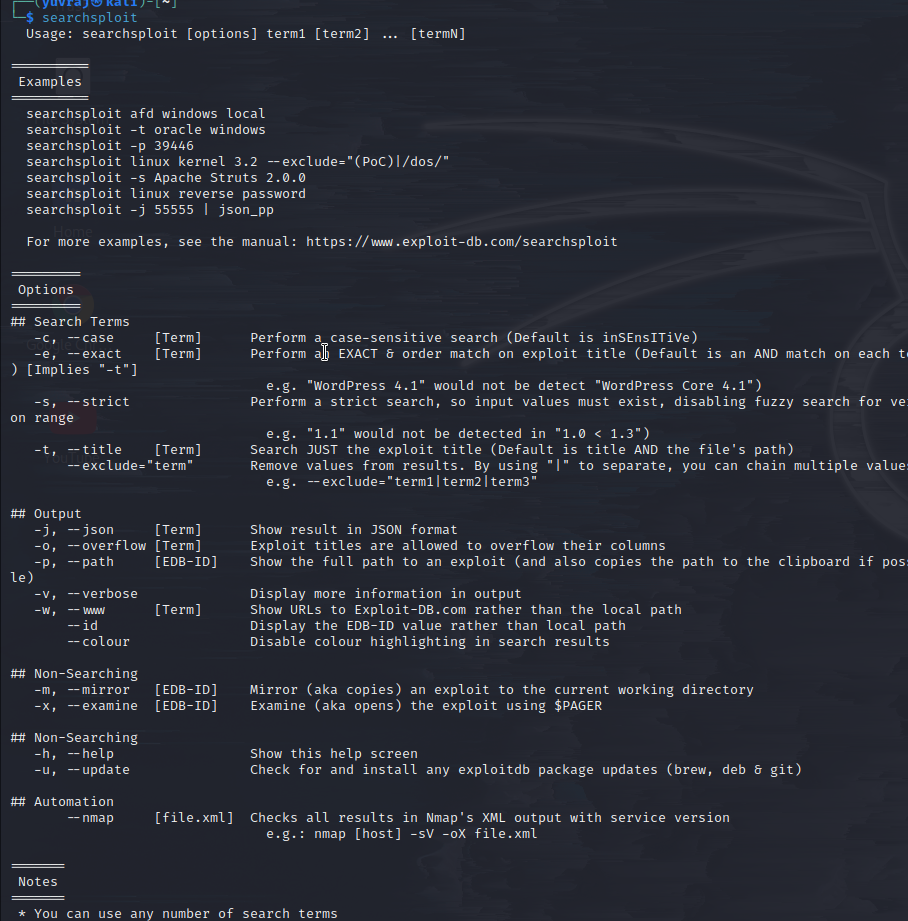 (yuvraj㉿kali)-[~]
└─$ searchsploit
Usage: searchsploit [options] term1 [term2] ... [termN]
==========
Examples
==========
searchsploit afd windows local
searchsploit -t oracle windows
searchsploit -p 39446
searchsploit linux kernel 3.2 --exclude="(PoC)|/dos/"
searchsploit -s Apache Struts 2.0.0
searchsploit linux reverse password
searchsploit -j 55555 | json_pp
For more examples, see the manual: https://www.exploit-db.com/searchsploit
=========
Options
=========
## Search Terms
-c, --case [Term] Perform a case-sensitive search (Default is inSEnsITiVe)
-e, --exact [Term] Perform an EXACT & order match on exploit title (Default is an AND match on each te
) [Implies "-t"]
e.g. "WordPress 4.1" would not be detect "WordPress Core 4.1")
-s, --strict Perform a strict search, so input values must exist, disabling fuzzy search for ve
on range
e.g. "1.1" would not be detected in "1.0 < 1.3")
-t, --title [Term] Search JUST the exploit title (Default is title AND the file's path)
--exclude="term" Remove values from results. By using "|" to separate, you can chain multiple value
e.g. --exclude="term1|term2|term3"
## Output
-j, --json [Term] Show result in JSON format
-o, --overflow [Term] Exploit titles are allowed to overflow their columns
-p, --path [EDB-ID] Show the full path to an exploit (and also copies the path to the clipboard if pos
le)
-v, --verbose Display more information in output
-w, --www [Term] Show URLs to Exploit-DB.com rather than the local path
--id Display the EDB-ID value rather than local path
--colour Disable colour highlighting in search results
## Non-Searching
-m, --mirror [EDB-ID] Mirror (aka copies) an exploit to the current working directory
-x, --examine [EDB-ID] Examine (aka opens) the exploit using $PAGER
## Non-Searching
-h, --help Show this help screen
-u, --update Check for and install any exploitdb package updates (brew, deb & git)
## Automation
--nmap [file.xml] Checks all results in Nmap's XML output with service version
e.g.: nmap [host] -sV -oX file.xml
=======
Notes
=======
* You can use any number of search terms